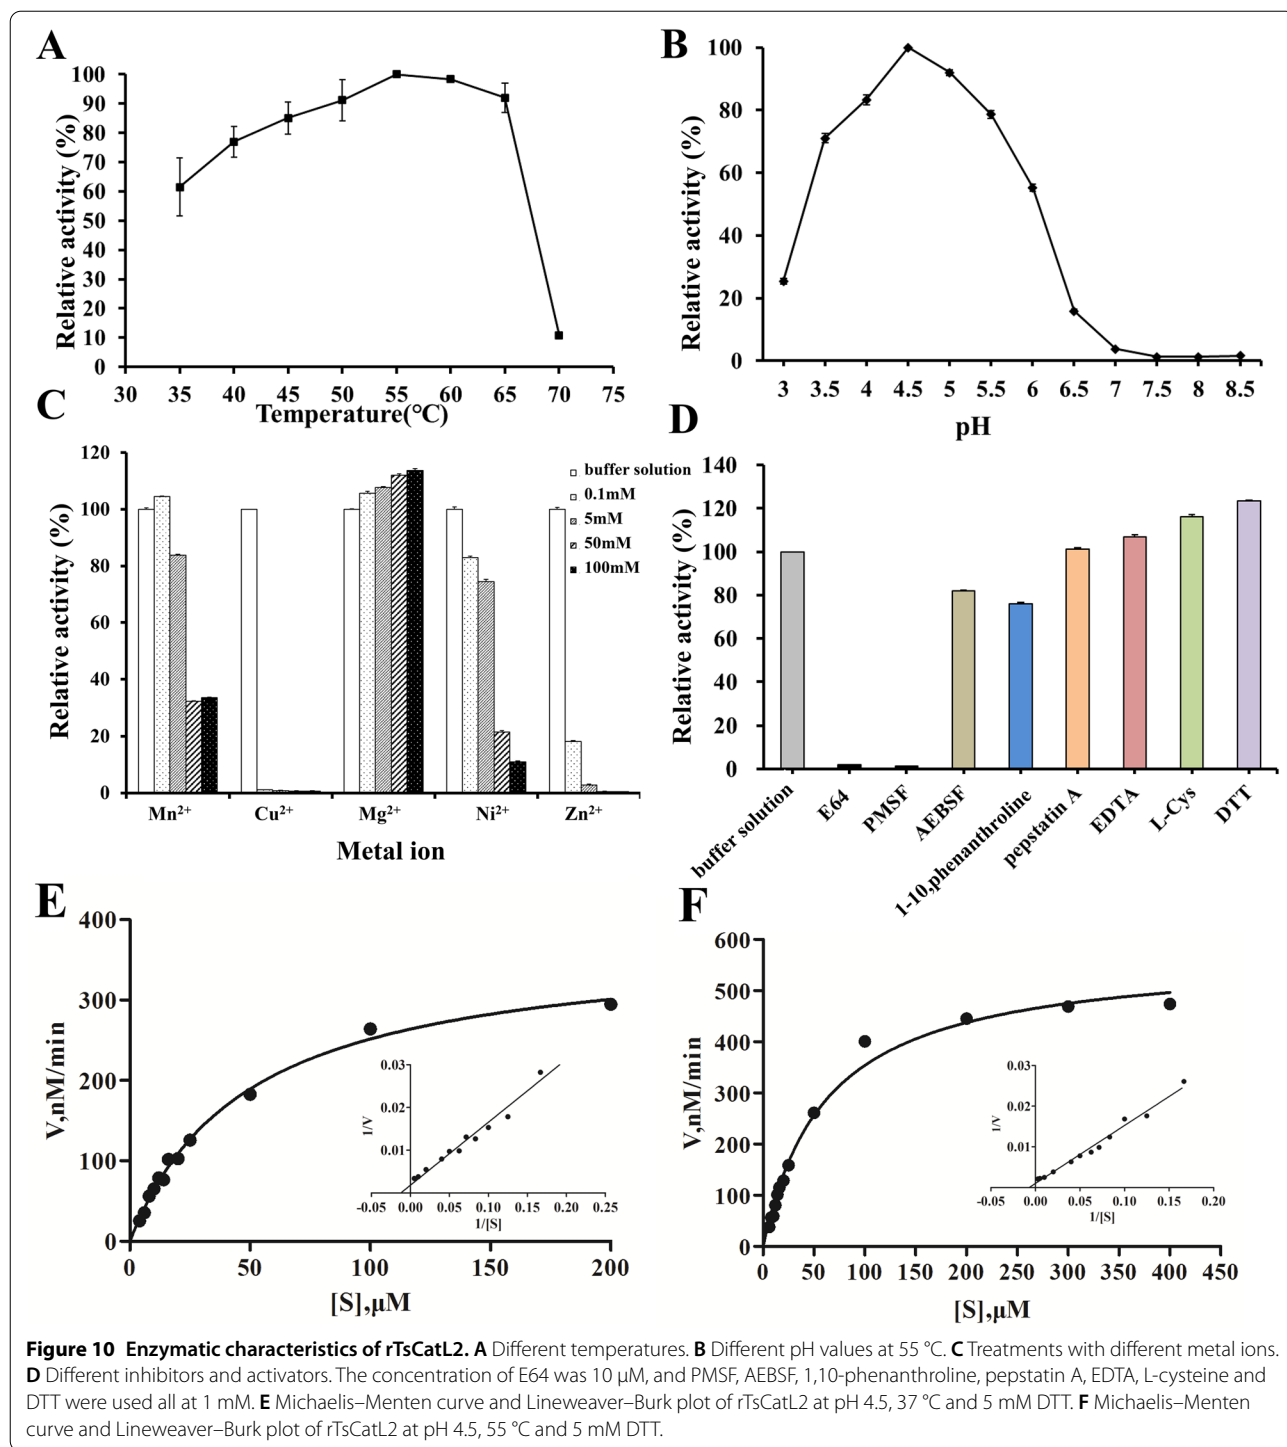 A
Relative activity (%)
100
90
80
70
60
50
40
30
20
10
0
30 35 40 45 50 55 60 65 70 75
Temperature(°C)
B
Relative activity (%)
100
80
60
40
20
0
3 3.5 4 4.5 5 5.5 6 6.5 7 7.5 8 8.5
pH
C
Relative activity (%)
120
100
80
60
40
20
0
buffer solution
0.1mM
5mM
50mM
100mM
Mn²⁺ Cu²⁺ Mg²⁺ Ni²⁺ Zn²⁺
Metal ion
D
Relative activity (%)
140
120
100
80
60
40
20
0
buffer solution
E64
PMSF
AEBSF
1-10,phenanthroline
pepstatin A
EDTA
L-Cys
DTT
E
V,nM/min
400
300
200
100
0
0 50 100 150 200
[S],μM
1/V
0.03
0.02
0.01
-0.05 0.00 0.05 0.10 0.15 0.20 0.25
1/[S]
F
V,nM/min
600
500
400
300
200
100
0
0 50 100 150 200 250 300 350 400 450
[S],μM
1/V
0.03
0.02
0.01
-0.05 0.00 0.05 0.10 0.15 0.20
1/[S]
Figure 10 Enzymatic characteristics of rTsCatL2. A Different temperatures. B Different pH values at 55 °C. C Treatments with different metal ions.
D Different inhibitors and activators. The concentration of E64 was 10 μM, and PMSF, AEBSF, 1,10-phenanthroline, pepstatin A, EDTA, L-cysteine and
DTT were used all at 1 mM. E Michaelis–Menten curve and Lineweaver–Burk plot of rTsCatL2 at pH 4.5, 37 °C and 5 mM DTT. F Michaelis–Menten
curve and Lineweaver–Burk plot of rTsCatL2 at pH 4.5, 55 °C and 5 mM DTT.